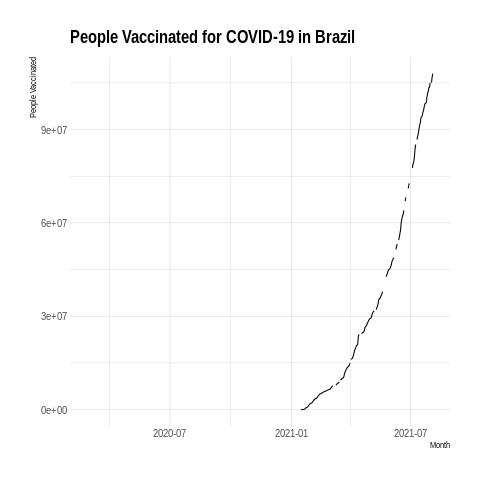 People Vaccinated for COVID-19 in Brazil
People Vaccinated
9e+07
6e+07
3e+07
0e+00
2020-07
2021-01
2021-07
Month